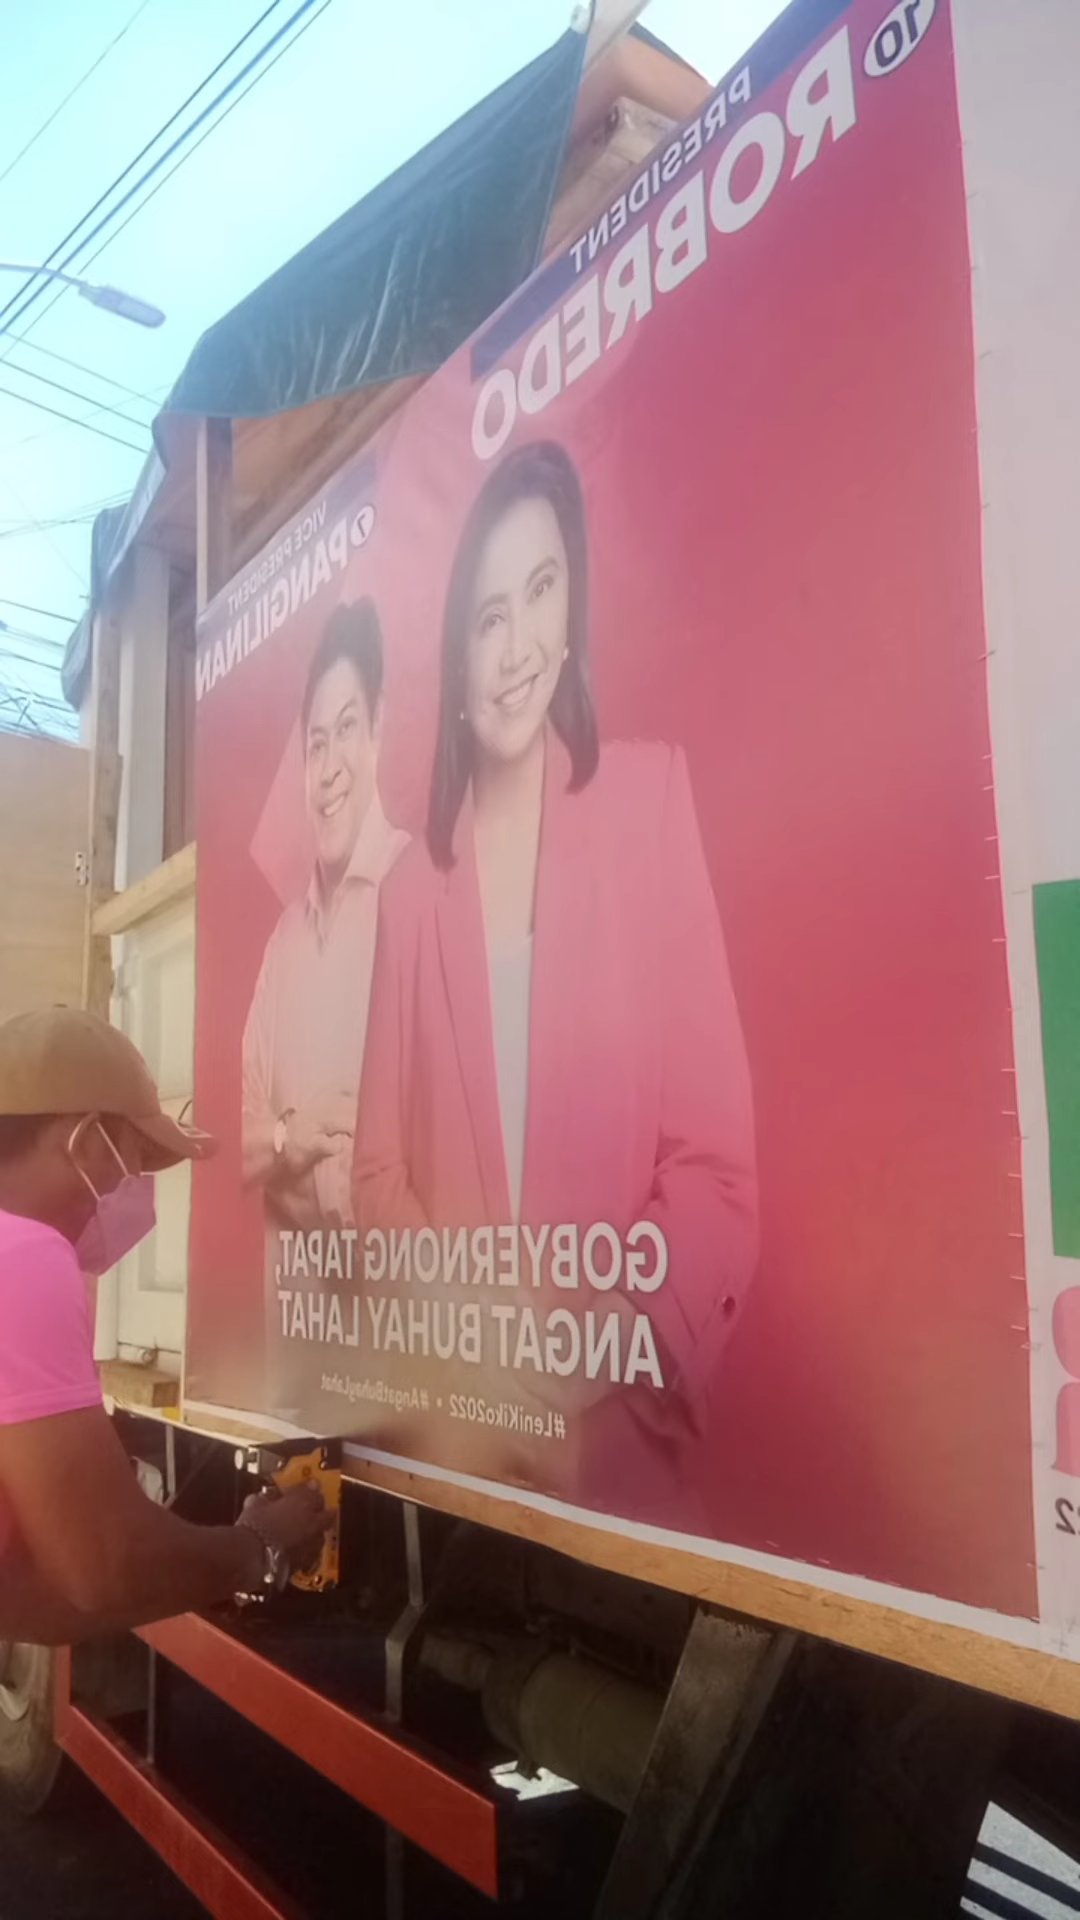 10
PRESIDENT
ROBREDO
VICE PRESIDENT
7 PANGILINAN
GOBYERNONG TAPAT,
ANGAT BUHAY LAHAT
#LeniKiko2022 • #AngatBuhayLahat